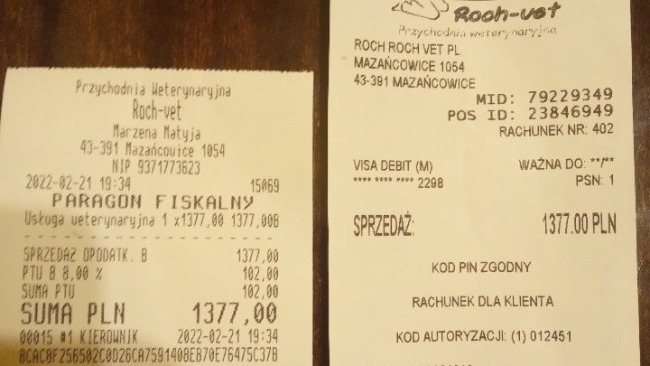 Przychodnia Weterynaryjna
Roch-vet
Marzena Matyja
43-391 Mazańcowice 1054
NIP 9371773623
2022-02-21 19:34 15069
PARAGON FISKALNY
Usługa weterynaryjna 1 x1377,00 1377,00B
SPRZEDAŻ OPODATK. B 1377,00
PTU B 8,00 % 102,00
SUMA PTU 102,00
SUMA PLN 1377,00
00015 #1 KIEROWNIK 2022-02-21 19:34
8CAC8F256502C0D26CA7591408EB70E76475C37B
Roch-vet
Przychodnia weterynaryjna
ROCH ROCH VET PL
MAZAŃCOWICE 1054
43-391 MAZAŃCOWICE
MID: 79229349
POS ID: 23846949
RACHUNEK NR: 402
VISA DEBIT (M) WAŻNA DO: **/**
**** **** **** 2298 PSN: 1
SPRZEDAŻ: 1377.00 PLN
KOD PIN ZGODNY
RACHUNEK DLA KLIENTA
KOD AUTORYZACJI: (1) 012451